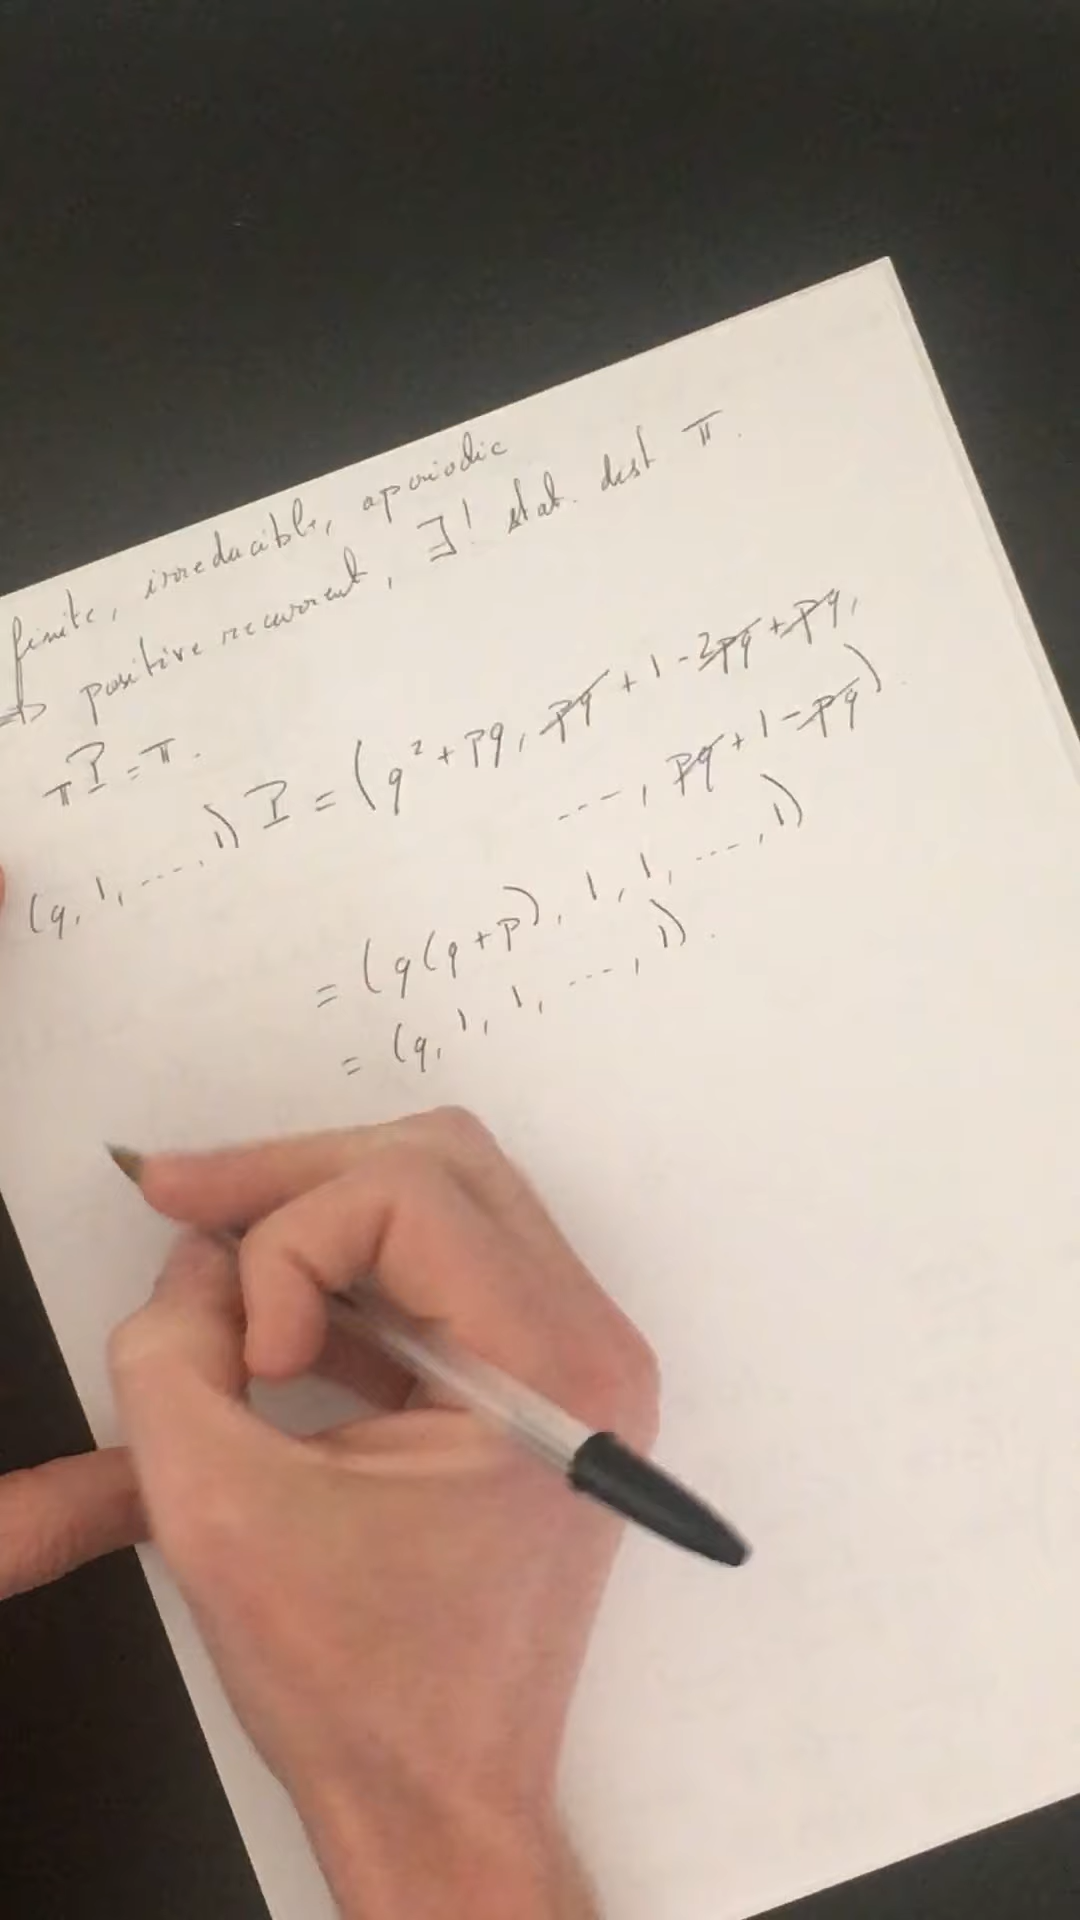 finite, irreducible, aperiodic
=> positive recurrent, ∃! stat. dist π.
πP = π.
(q, 1, ..., 1) P = (q² + pq, pq + 1 - 2pq + pq,
..., pq + 1 - pq).
= (q(q+p), 1, 1, ..., 1)
= (q, 1, 1, ..., 1).